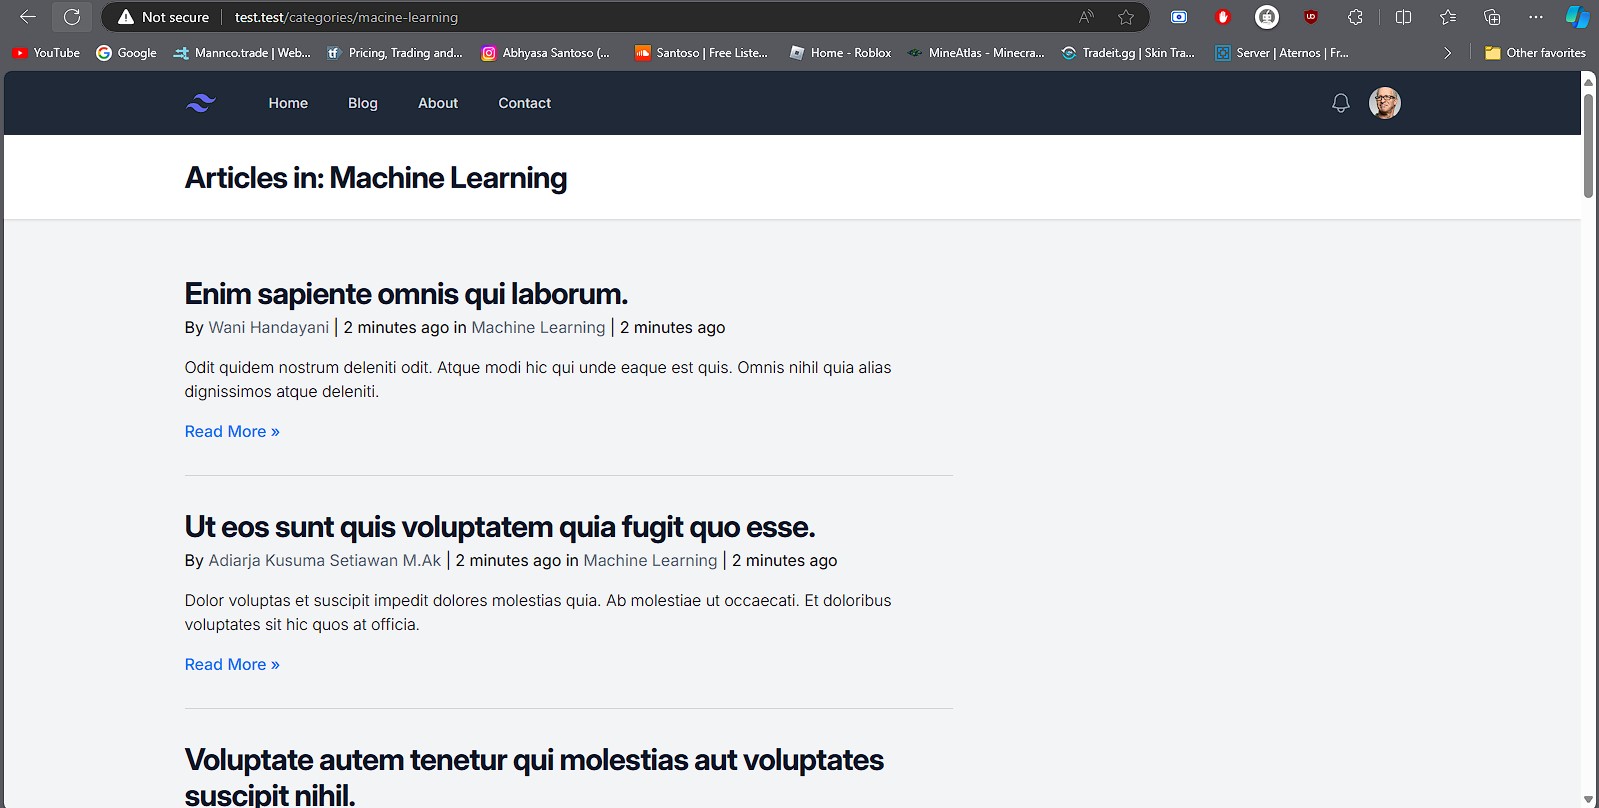 Not secure test.test/categories/macine-learning
YouTube Google Mannco.trade | Web... Pricing, Trading and... Abhyasa Santoso (... Santoso | Free Liste... Home - Roblox MineAtlas - Minecra... Tradeit.gg | Skin Tra... Server | Aternos | Fr... Other favorites
Home Blog About Contact
Articles in: Machine Learning
Enim sapiente omnis qui laborum.
By Wani Handayani | 2 minutes ago in Machine Learning | 2 minutes ago
Odit quidem nostrum deleniti odit. Atque modi hic qui unde eaque est quis. Omnis nihil quia alias
dignissimos atque deleniti.
Read More »
Ut eos sunt quis voluptatem quia fugit quo esse.
By Adiarja Kusuma Setiawan M.Ak | 2 minutes ago in Machine Learning | 2 minutes ago
Dolor voluptas et suscipit impedit dolores molestias quia. Ab molestiae ut occaecati. Et doloribus
voluptates sit hic quos at officia.
Read More »
Voluptate autem tenetur qui molestias aut voluptates
suscipit nihil.